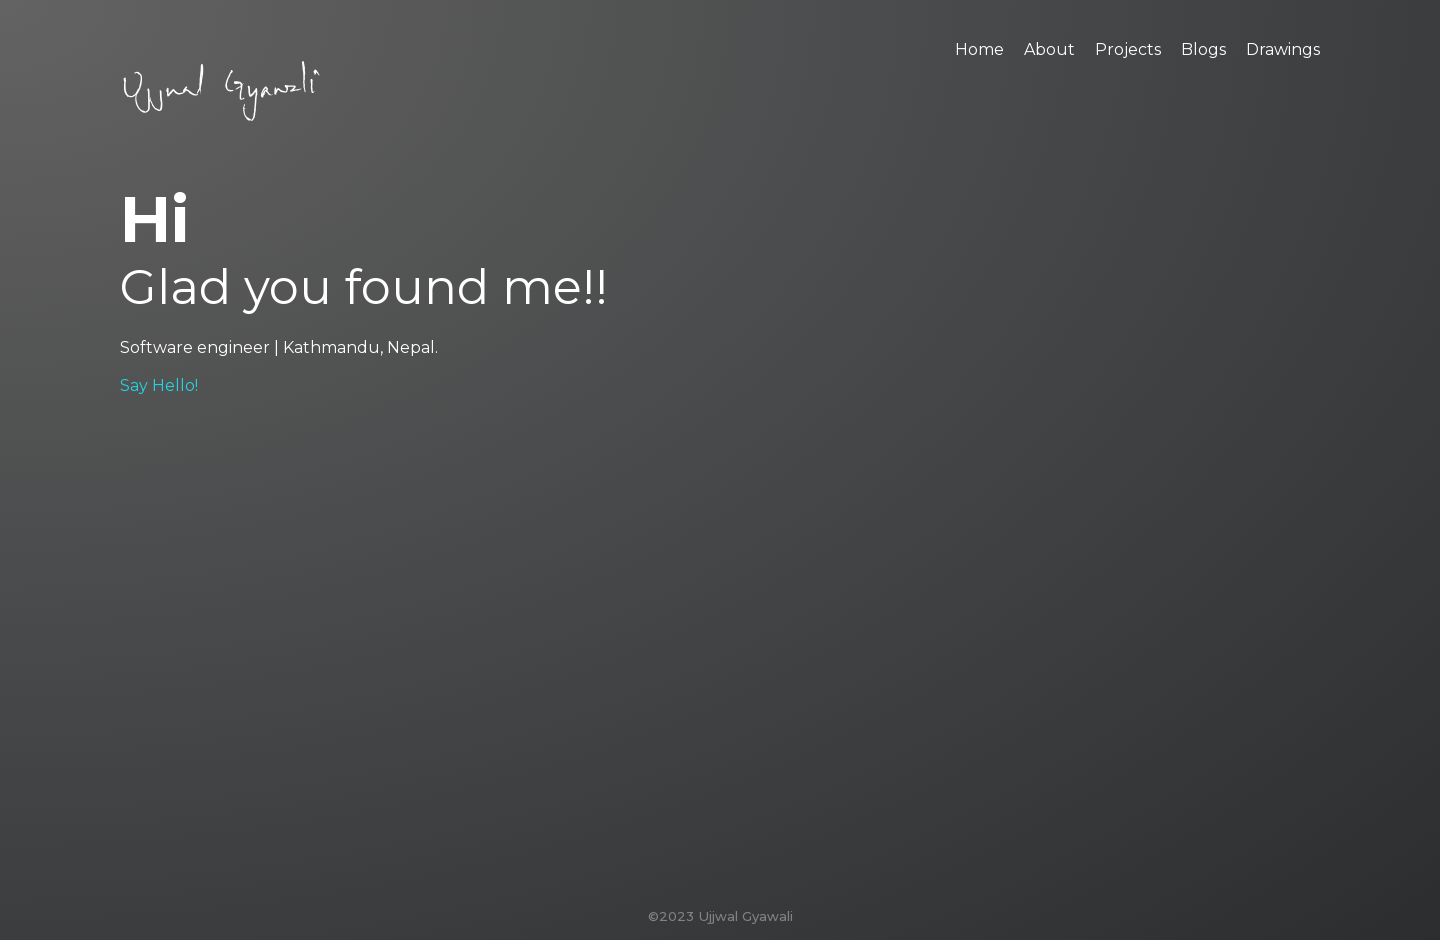 Home About Projects Blogs Drawings
Ujjwal Gyawali
Hi
Glad you found me!!
Software engineer | Kathmandu, Nepal.
Say Hello!
©2023 Ujjwal Gyawali